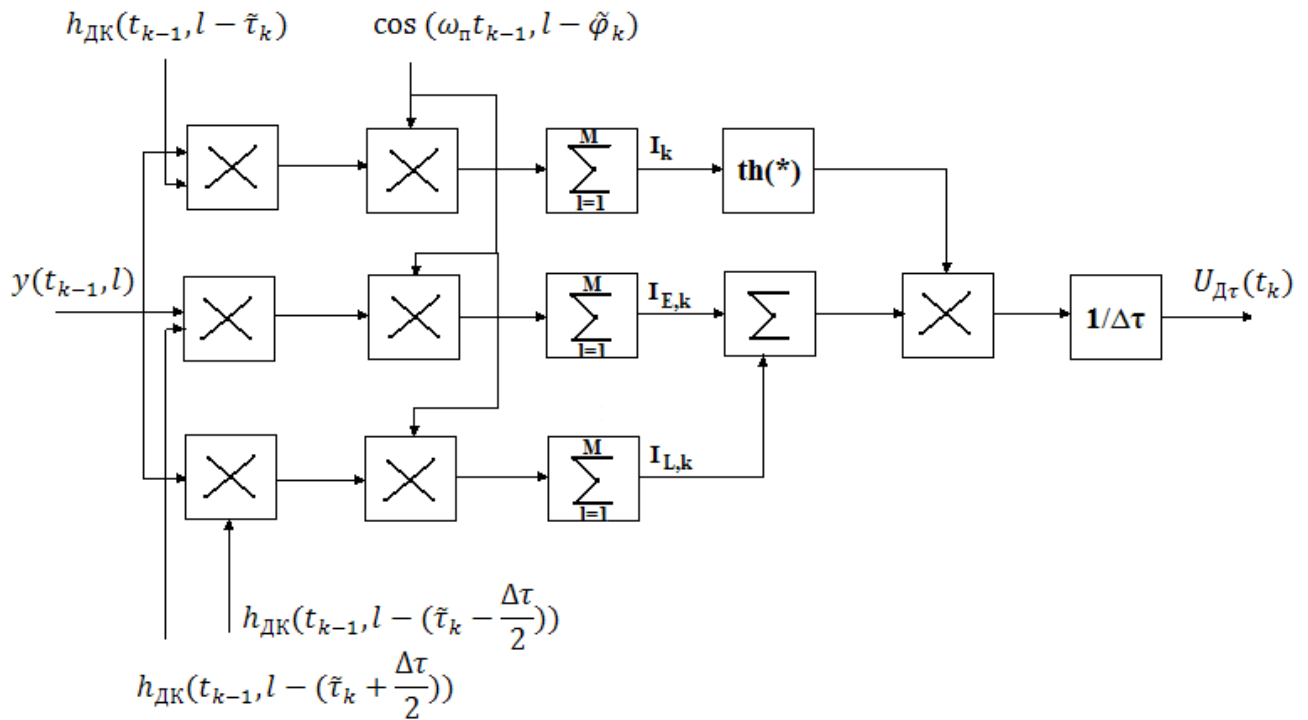 h_ДК(t_{k−1}, l − τ̃_k)
cos (ω_п t_{k−1}, l − φ̃_k)
M
∑
l=1
I_k
th(*)
y(t_{k−1}, l)
M
∑
l=1
I_{E,k}
∑
1/Δτ
U_{Дτ}(t_k)
M
∑
l=1
I_{L,k}
h_ДК(t_{k−1}, l − (τ̃_k − Δτ/2))
h_ДК(t_{k−1}, l − (τ̃_k + Δτ/2))